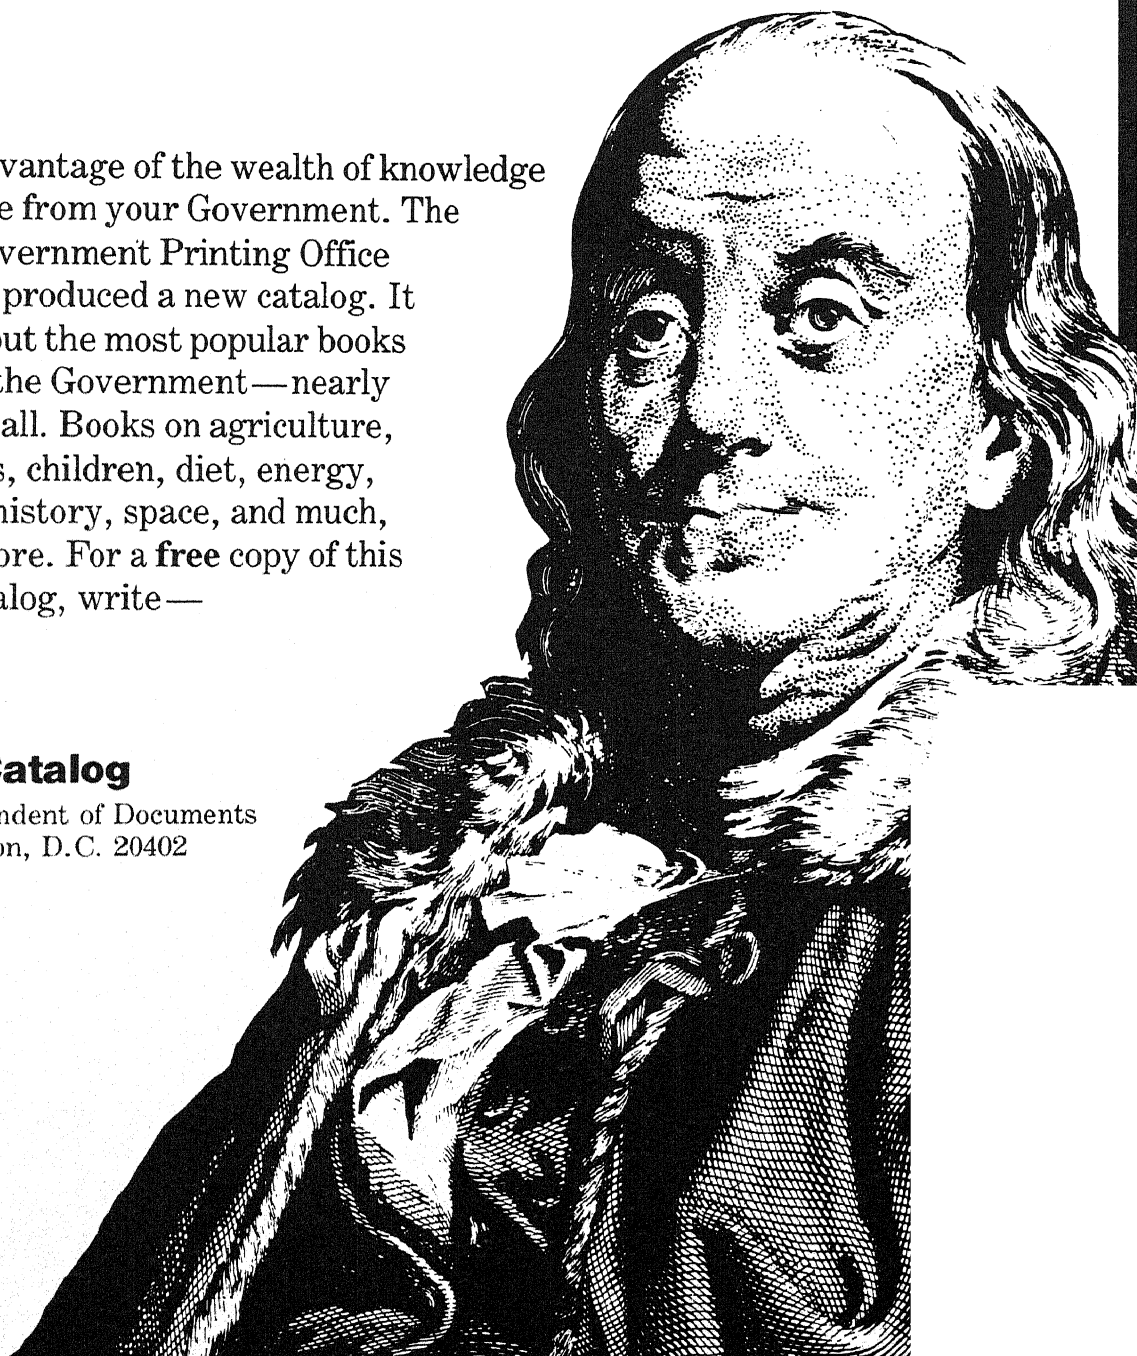 vantage of the wealth of knowledge
e from your Government. The
vernment Printing Office
produced a new catalog. It
out the most popular books
the Government—nearly
all. Books on agriculture,
s, children, diet, energy,
history, space, and much,
ore. For a free copy of this
alog, write—
Catalog
ndent of Documents
on, D.C. 20402